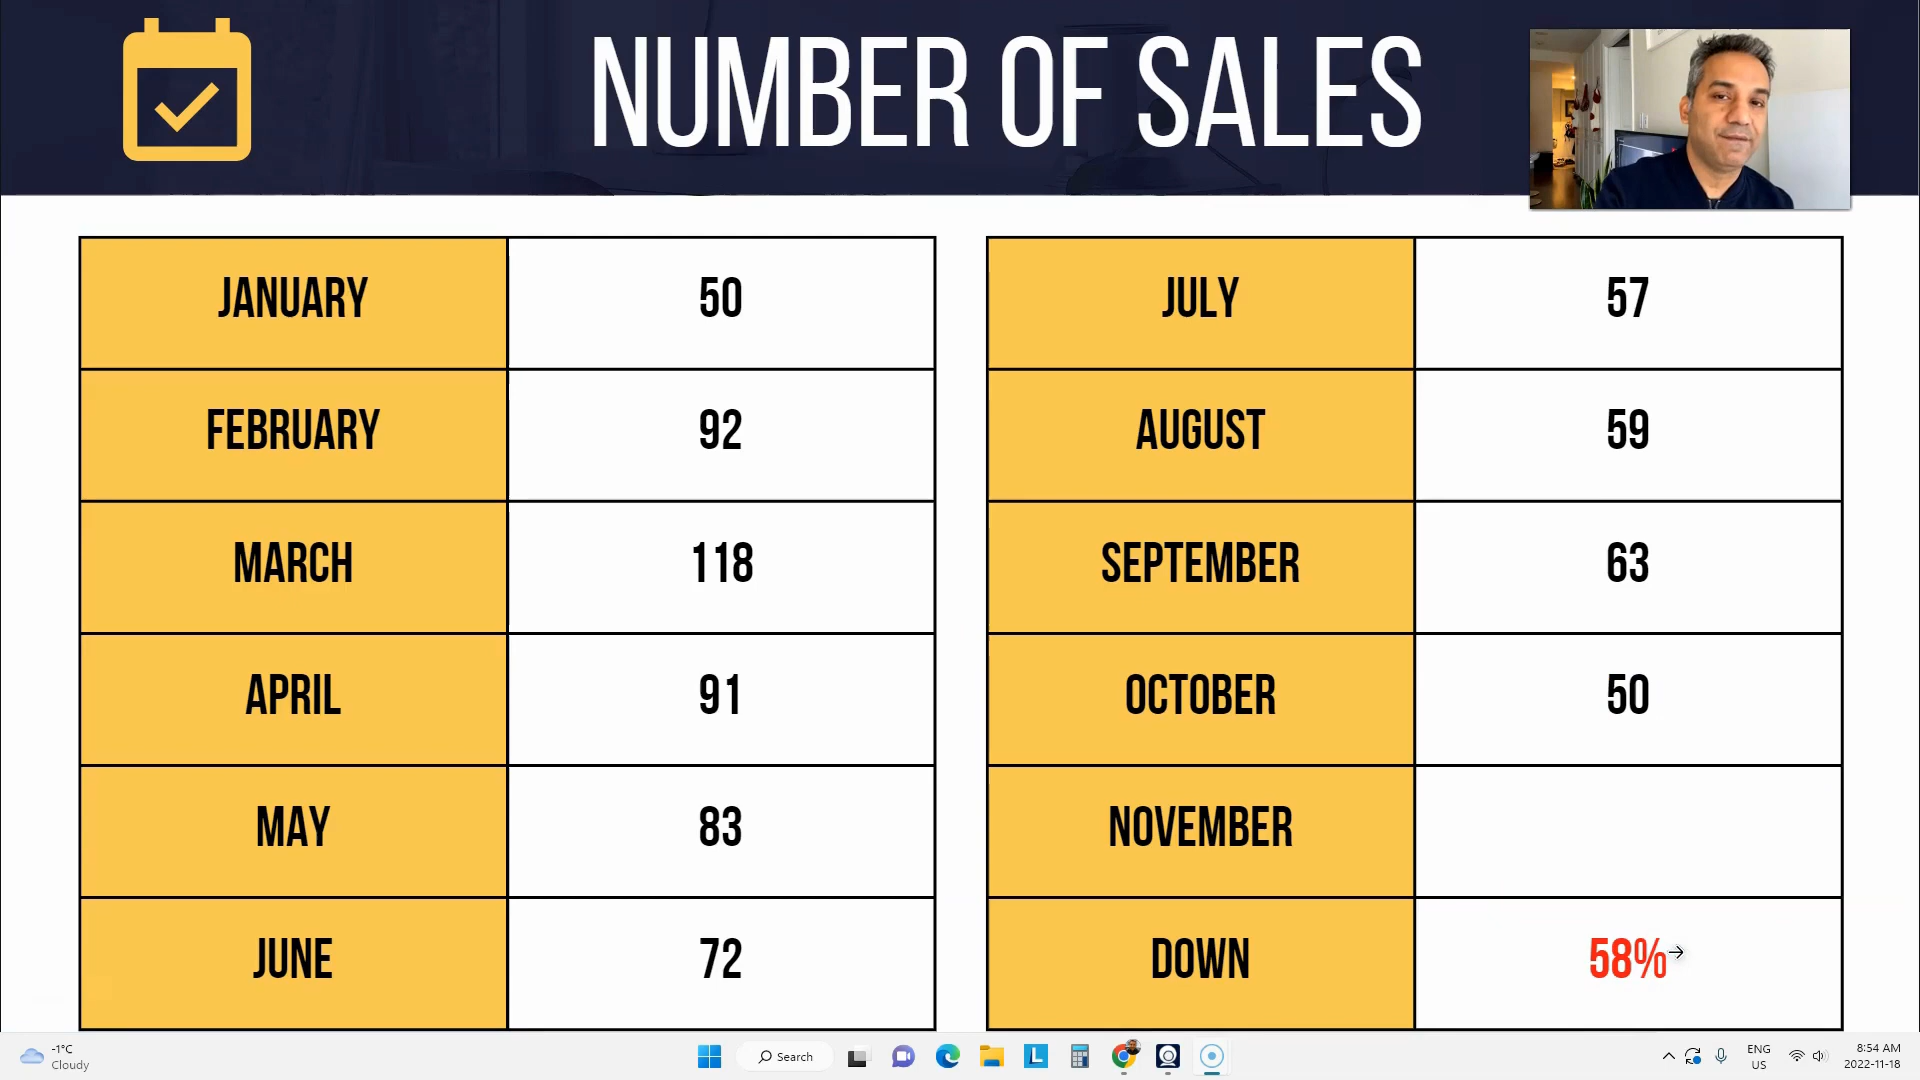 NUMBER OF SALES
JANUARY 50
FEBRUARY 92
MARCH 118
APRIL 91
MAY 83
JUNE 72
JULY 57
AUGUST 59
SEPTEMBER 63
OCTOBER 50
NOVEMBER
DOWN 58%
-1°C
Cloudy
Search
L
ENG
US
8:54 AM
2022-11-18